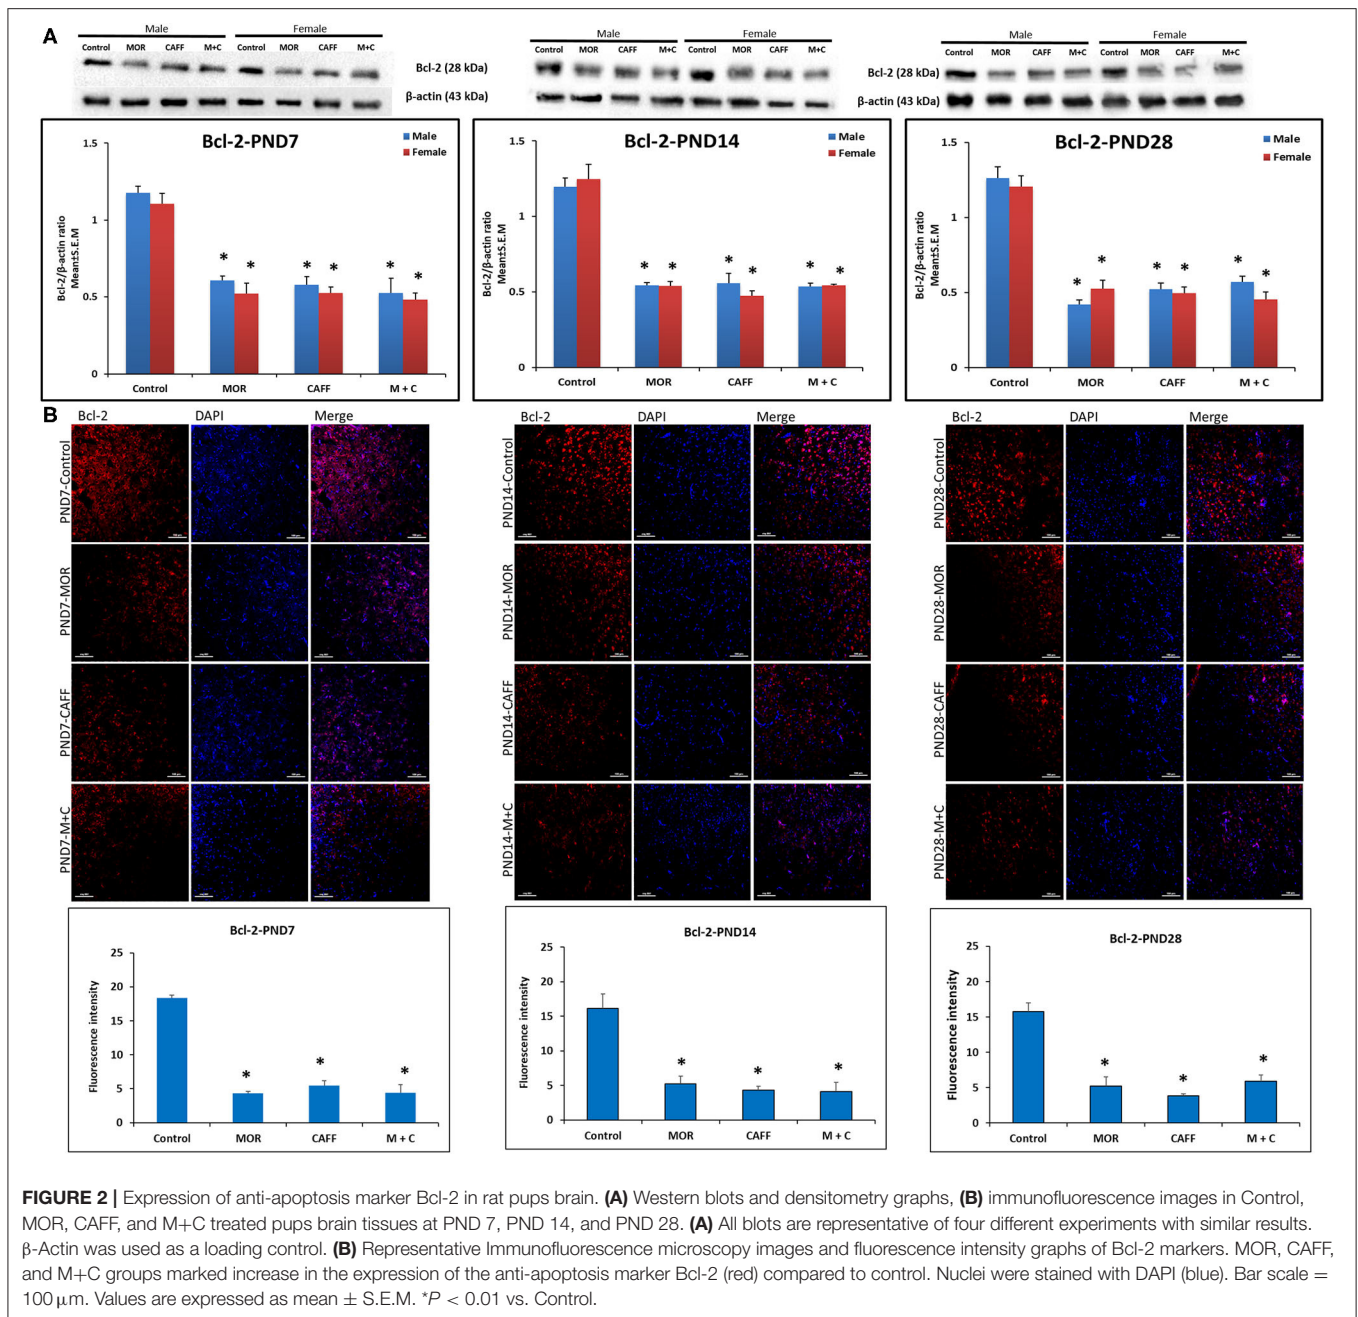 A
Male
Female
Control MOR CAFF M+C Control MOR CAFF M+C
Bcl-2 (28 kDa)
β-actin (43 kDa)
Male
Female
Control MOR CAFF M+C Control MOR CAFF M+C
Male
Female
Control MOR CAFF M+C Control MOR CAFF M+C
Bcl-2 (28 kDa)
β-actin (43 kDa)
Bcl-2-PND7
Male
Female
Bcl-2/β-actin ratio
Mean±S.E.M
1.5
1
0.5
0
* * * * * *
Control MOR CAFF M + C
Bcl-2-PND14
Male
Female
Bcl-2/β-actin ratio
Mean±S.E.M
1.5
1
0.5
0
* * * * * *
Control MOR CAFF M + C
Bcl-2-PND28
Male
Female
Bcl-2/β-actin ratio
Mean±S.E.M
1.5
1
0.5
0
* * * * * *
Control MOR CAFF M + C
B
Bcl-2 DAPI Merge
PND7-Control
PND7-MOR
PND7-CAFF
PND7-M+C
Bcl-2 DAPI Merge
PND14-Control
PND14-MOR
PND14-CAFF
PND14-M+C
Bcl-2 DAPI Merge
PND28-Control
PND28-MOR
PND28-CAFF
PND28-M+C
Bcl-2-PND7
Fluorescence intensity
25
20
15
10
5
0
* * *
Control MOR CAFF M + C
Bcl-2-PND14
Fluorescence intensity
25
20
15
10
5
0
* * *
Control MOR CAFF M + C
Bcl-2-PND28
Fluorescence intensity
25
20
15
10
5
0
* * *
Control MOR CAFF M + C
FIGURE 2 | Expression of anti-apoptosis marker Bcl-2 in rat pups brain. (A) Western blots and densitometry graphs, (B) immunofluorescence images in Control,
MOR, CAFF, and M+C treated pups brain tissues at PND 7, PND 14, and PND 28. (A) All blots are representative of four different experiments with similar results.
β-Actin was used as a loading control. (B) Representative Immunofluorescence microscopy images and fluorescence intensity graphs of Bcl-2 markers. MOR, CAFF,
and M+C groups marked increase in the expression of the anti-apoptosis marker Bcl-2 (red) compared to control. Nuclei were stained with DAPI (blue). Bar scale =
100 μm. Values are expressed as mean ± S.E.M. *P < 0.01 vs. Control.